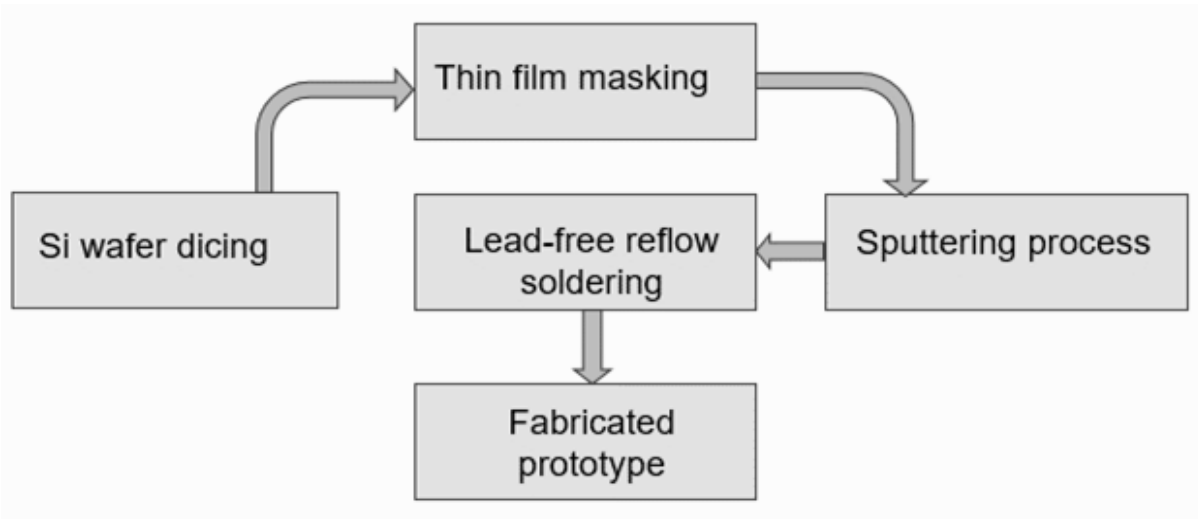 Thin film masking
Si wafer dicing
Lead-free reflow
soldering
Sputtering process
Fabricated
prototype